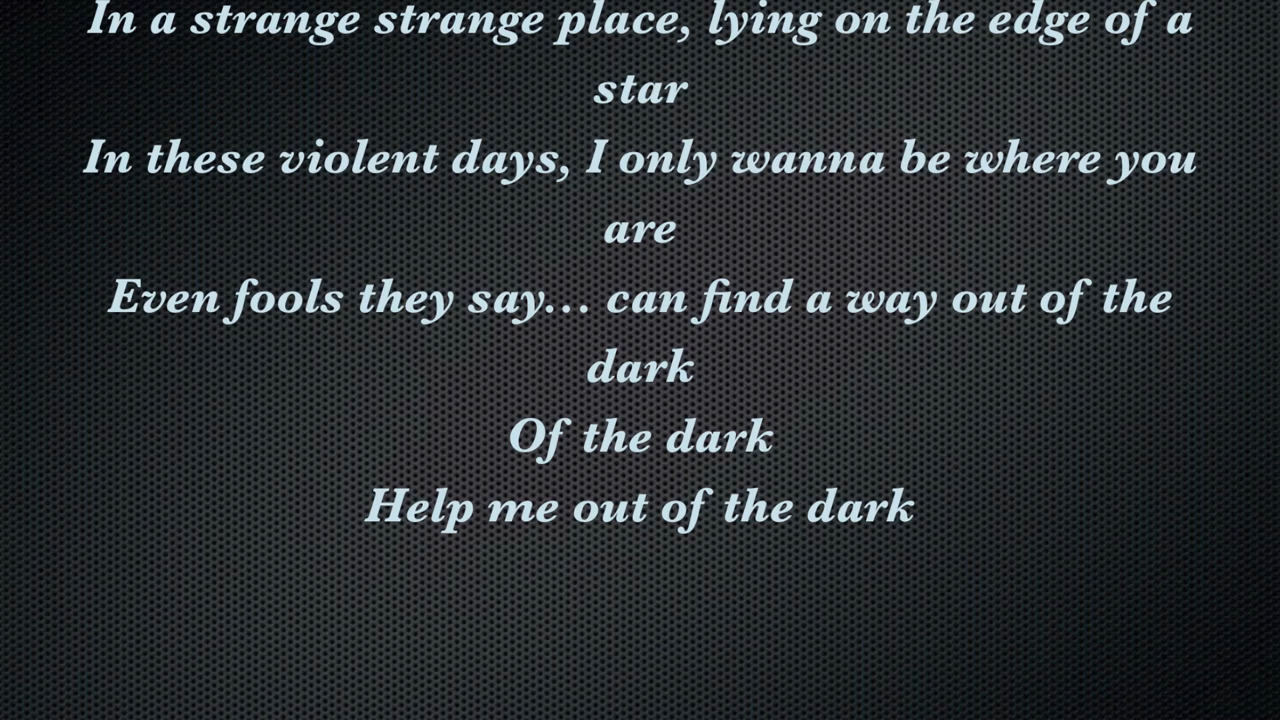 In a strange strange place, lying on the edge of a
star
In these violent days, I only wanna be where you
are
Even fools they say... can find a way out of the
dark
Of the dark
Help me out of the dark